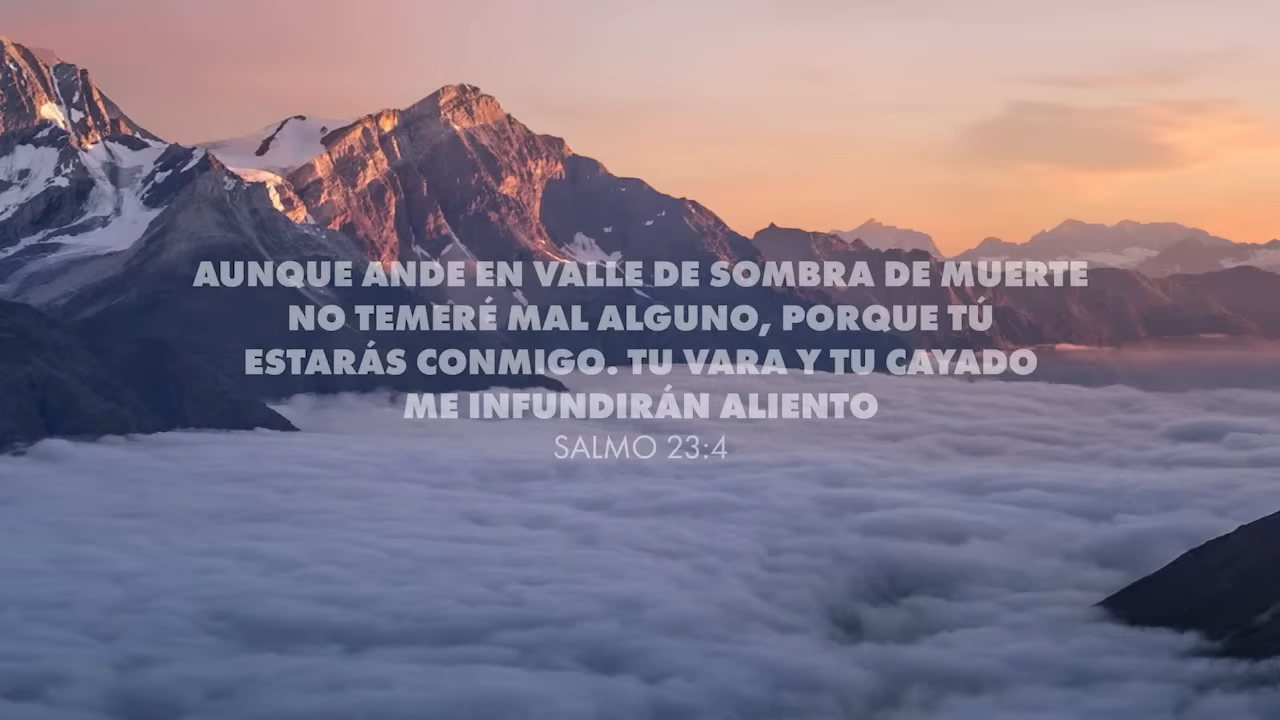 AUNQUE ANDE EN VALLE DE SOMBRA DE MUERTE
NO TEMERÉ MAL ALGUNO, PORQUE TÚ
ESTARÁS CONMIGO. TU VARA Y TU CAYADO
ME INFUNDIRÁN ALIENTO
SALMO 23:4